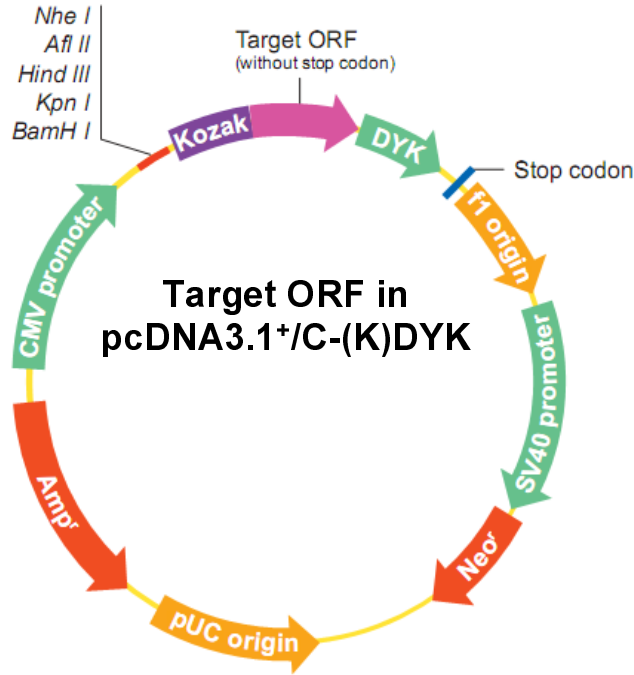 Nhe I
Afl II
Hind III
Kpn I
BamH I
Target ORF
(without stop codon)
Kozak
DYK
Stop codon
f1 origin
CMV promoter
Target ORF in
pcDNA3.1⁺/C-(K)DYK
SV40 promoter
Ampʳ
Neoʳ
pUC origin